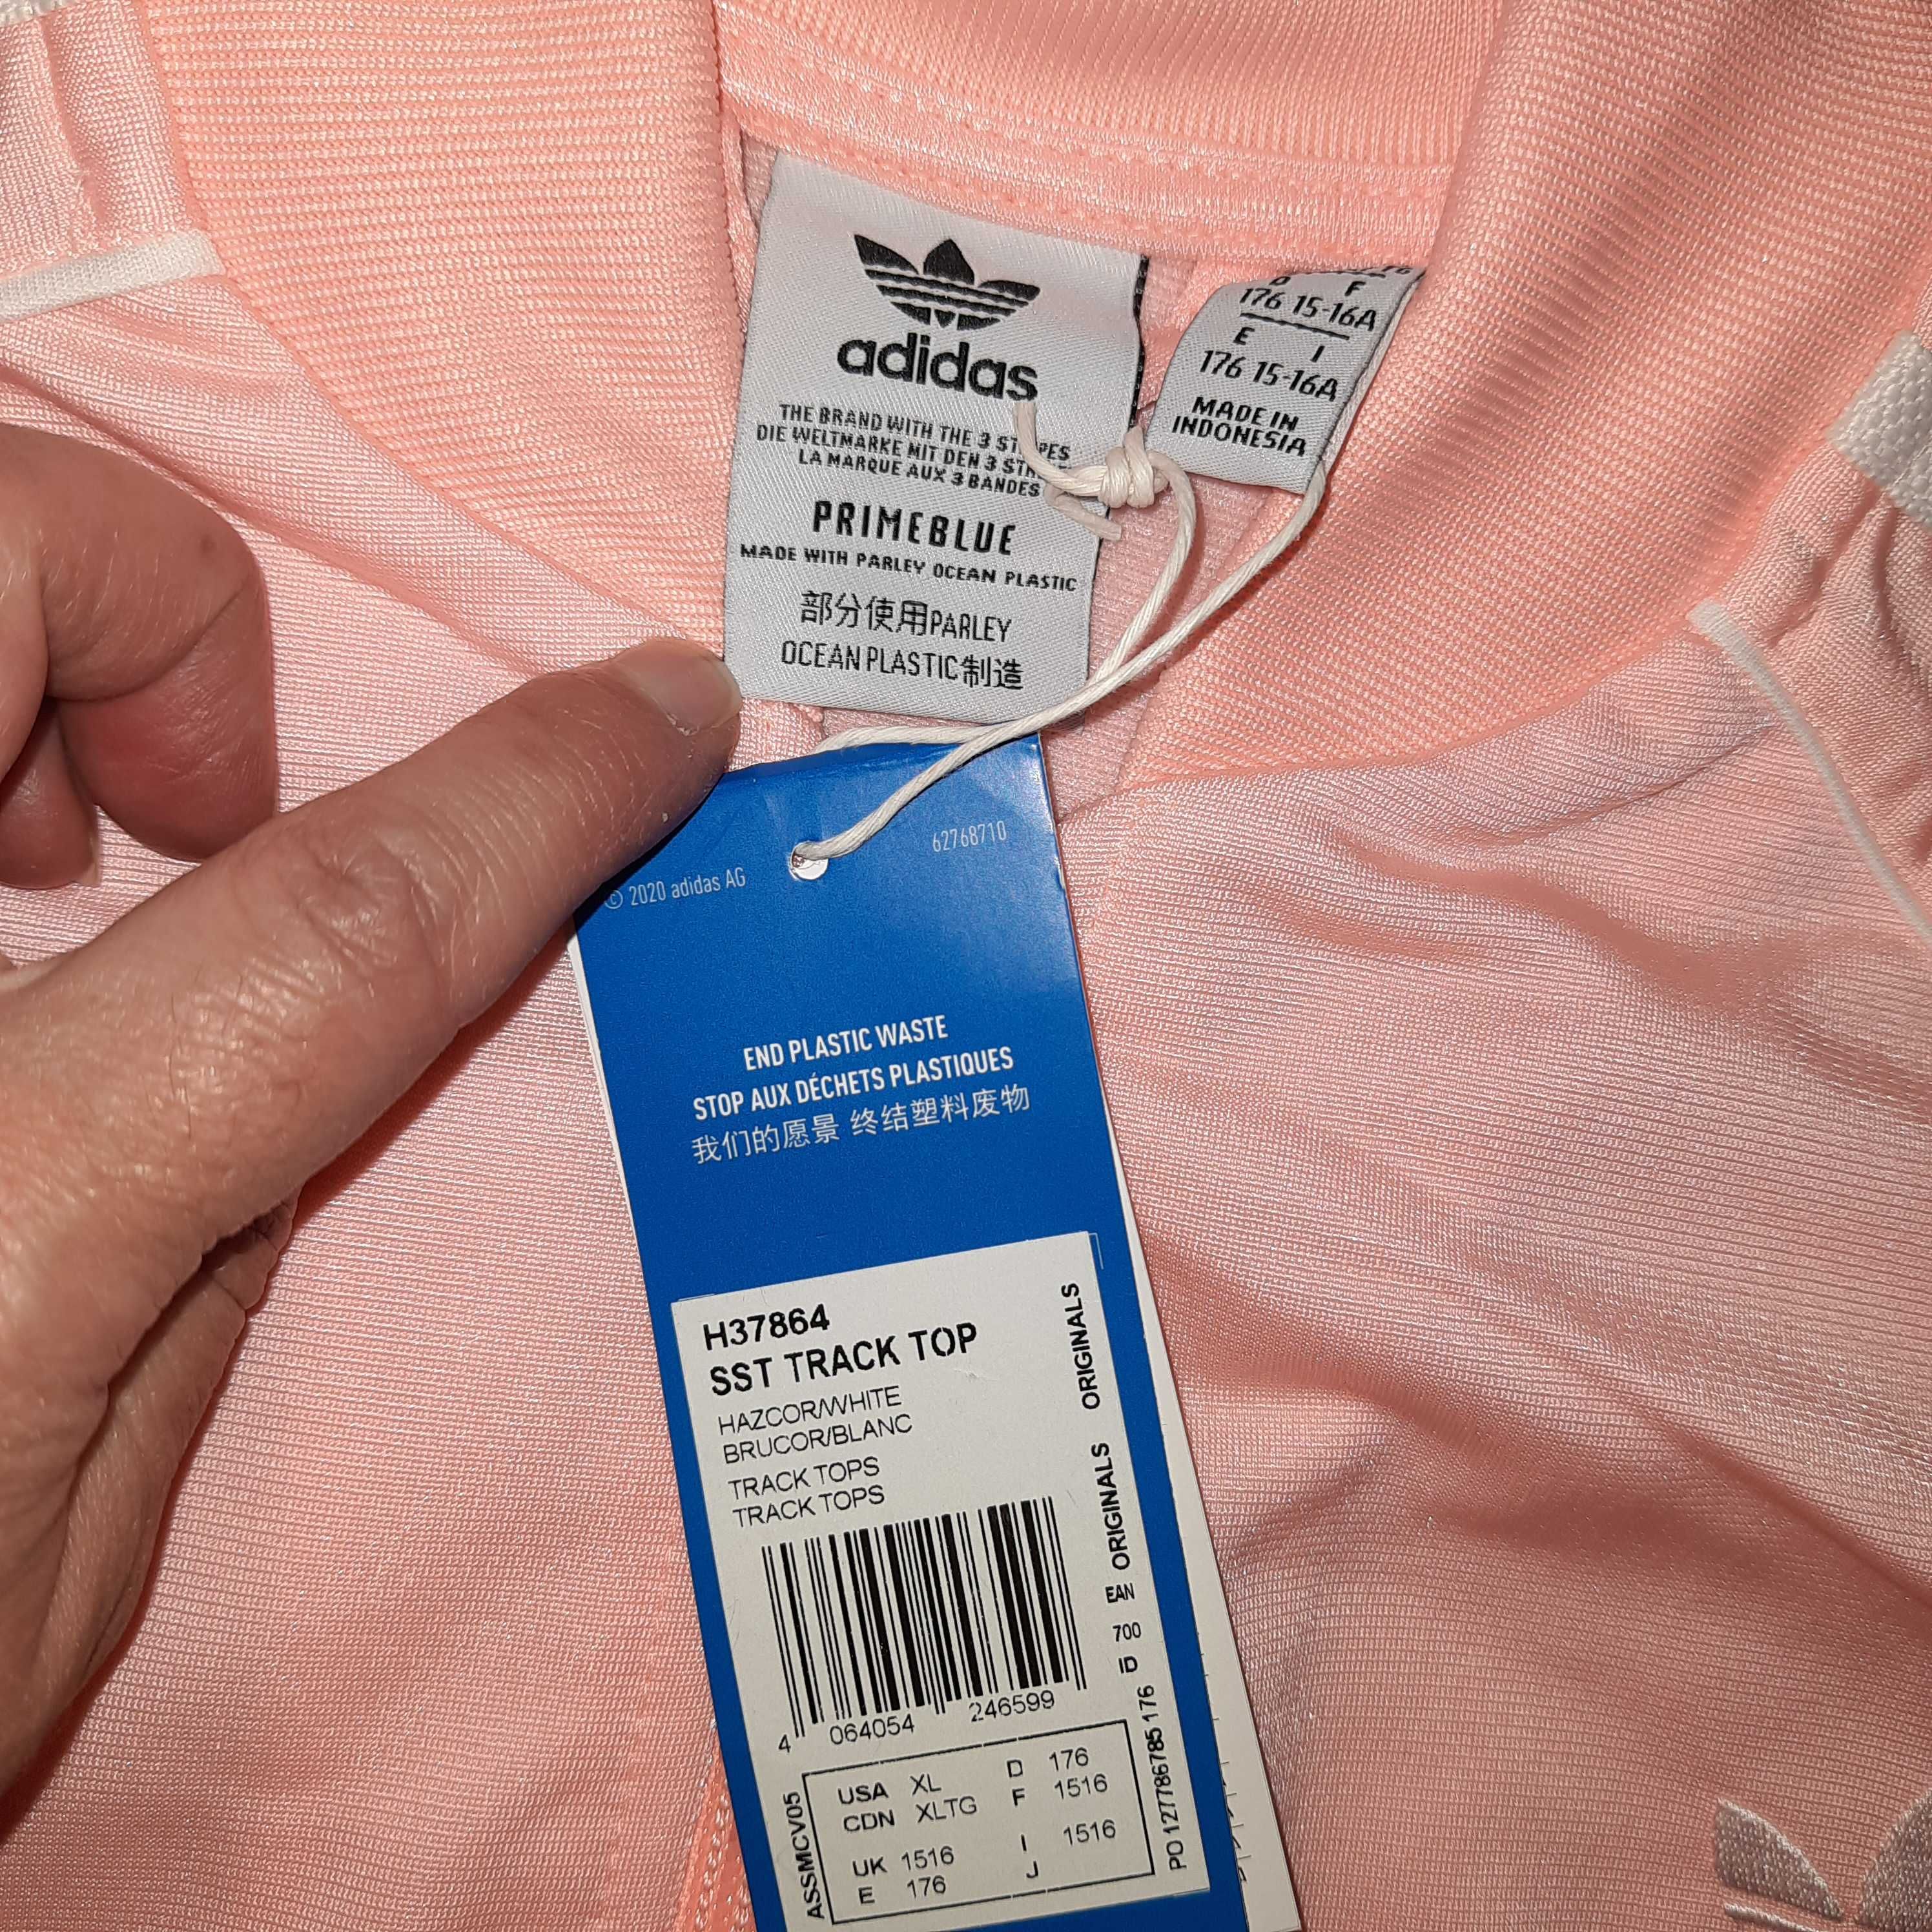 adidas
THE BRAND WITH THE 3
DIE WELTMARKE MIT DEN 3
LA MARQUE AUX 3 BANDES
PRIMEBLUE
MADE WITH PARLEY OCEAN PLASTIC
部分使用PARLEY
OCEAN PLASTIC制造
D F
176 15-16A
E I
176 15-16A
MADE IN
INDONESIA
© 2020 adidas AG
62768710
END PLASTIC WASTE
STOP AUX DÉCHETS PLASTIQUES
我们的愿景 终结塑料废物
H37864
SST TRACK TOP
HAZCOR/WHITE
BRUCOR/BLANC
TRACK TOPS
TRACK TOPS
4 064054 246599
USA XL D 176
CDN XLTG F 1516
UK 1516 I 1516
E 176 J
ASSMCV05
PO 127786785 176 ID 700 EAN ORIGINALS ORIGINALS